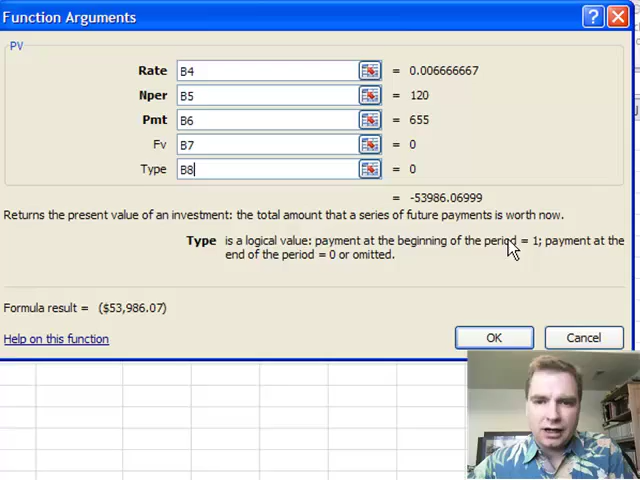 Function Arguments
PV
Rate B4 = 0.006666667
Nper B5 = 120
Pmt B6 = 655
Fv B7 = 0
Type B8 = 0
= -53986.06999
Returns the present value of an investment: the total amount that a series of future payments is worth now.
Type is a logical value: payment at the beginning of the period = 1; payment at the
end of the period = 0 or omitted.
Formula result = ($53,986.07)
Help on this function
OK Cancel